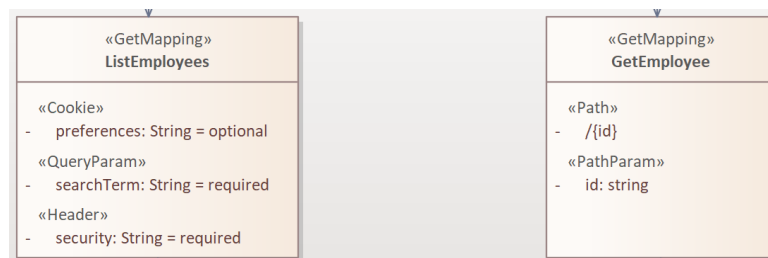 «GetMapping»
ListEmployees
«Cookie»
- preferences: String = optional
«QueryParam»
- searchTerm: String = required
«Header»
- security: String = required
«GetMapping»
GetEmployee
«Path»
- /{id}
«PathParam»
- id: string